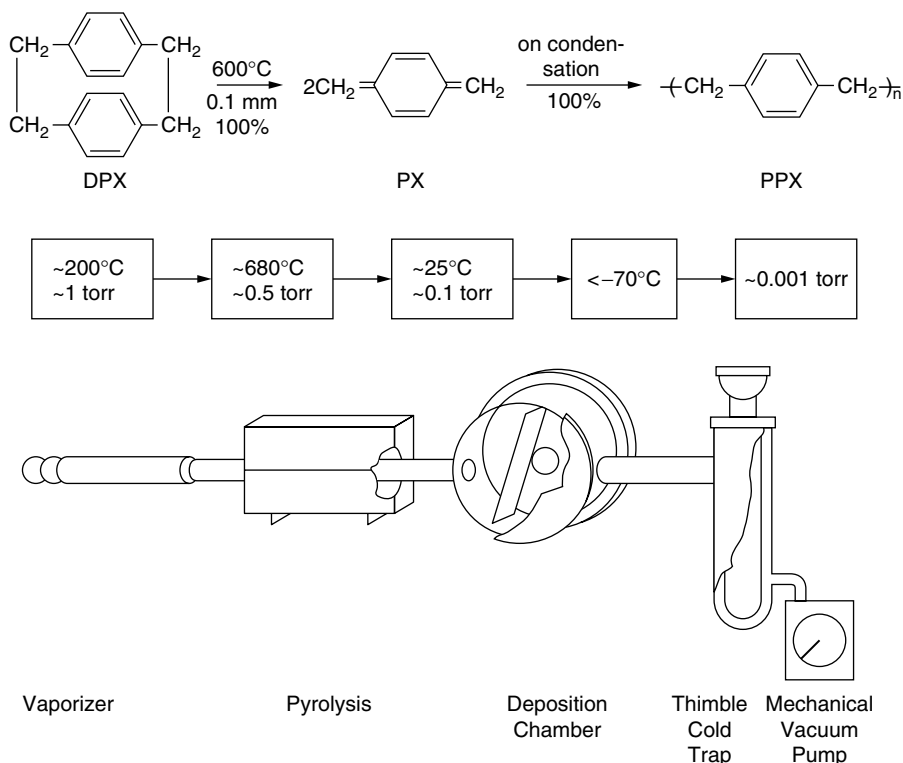 CH2 CH2
CH2 CH2
DPX
600°C
0.1 mm
100%
2CH2 CH2
PX
on conden-
sation
100%
(CH2 CH2)n
PPX
~200°C
~1 torr
~680°C
~0.5 torr
~25°C
~0.1 torr
<–70°C
~0.001 torr
Vaporizer
Pyrolysis
Deposition
Chamber
Thimble
Cold
Trap
Mechanical
Vacuum
Pump